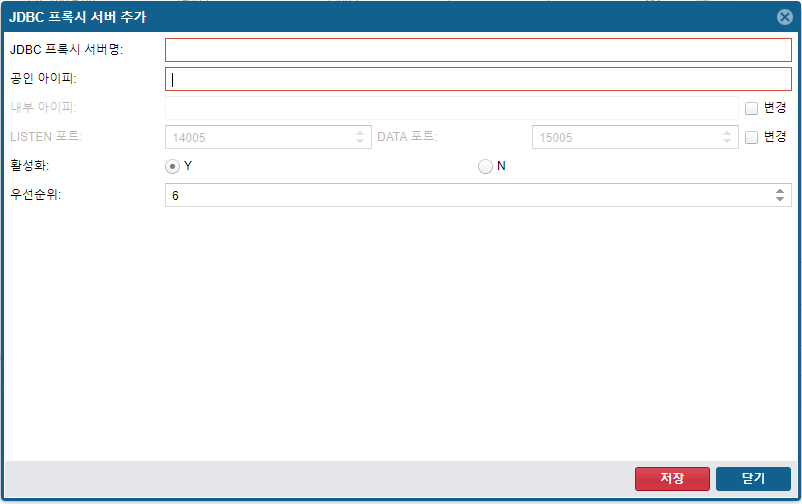 JDBC 프록시 서버 추가
JDBC 프록시 서버명:
공인 아이피:
내부 아이피: 변경
LISTEN 포트: 14005 DATA 포트: 15005 변경
활성화: Y N
우선순위: 6
저장 닫기